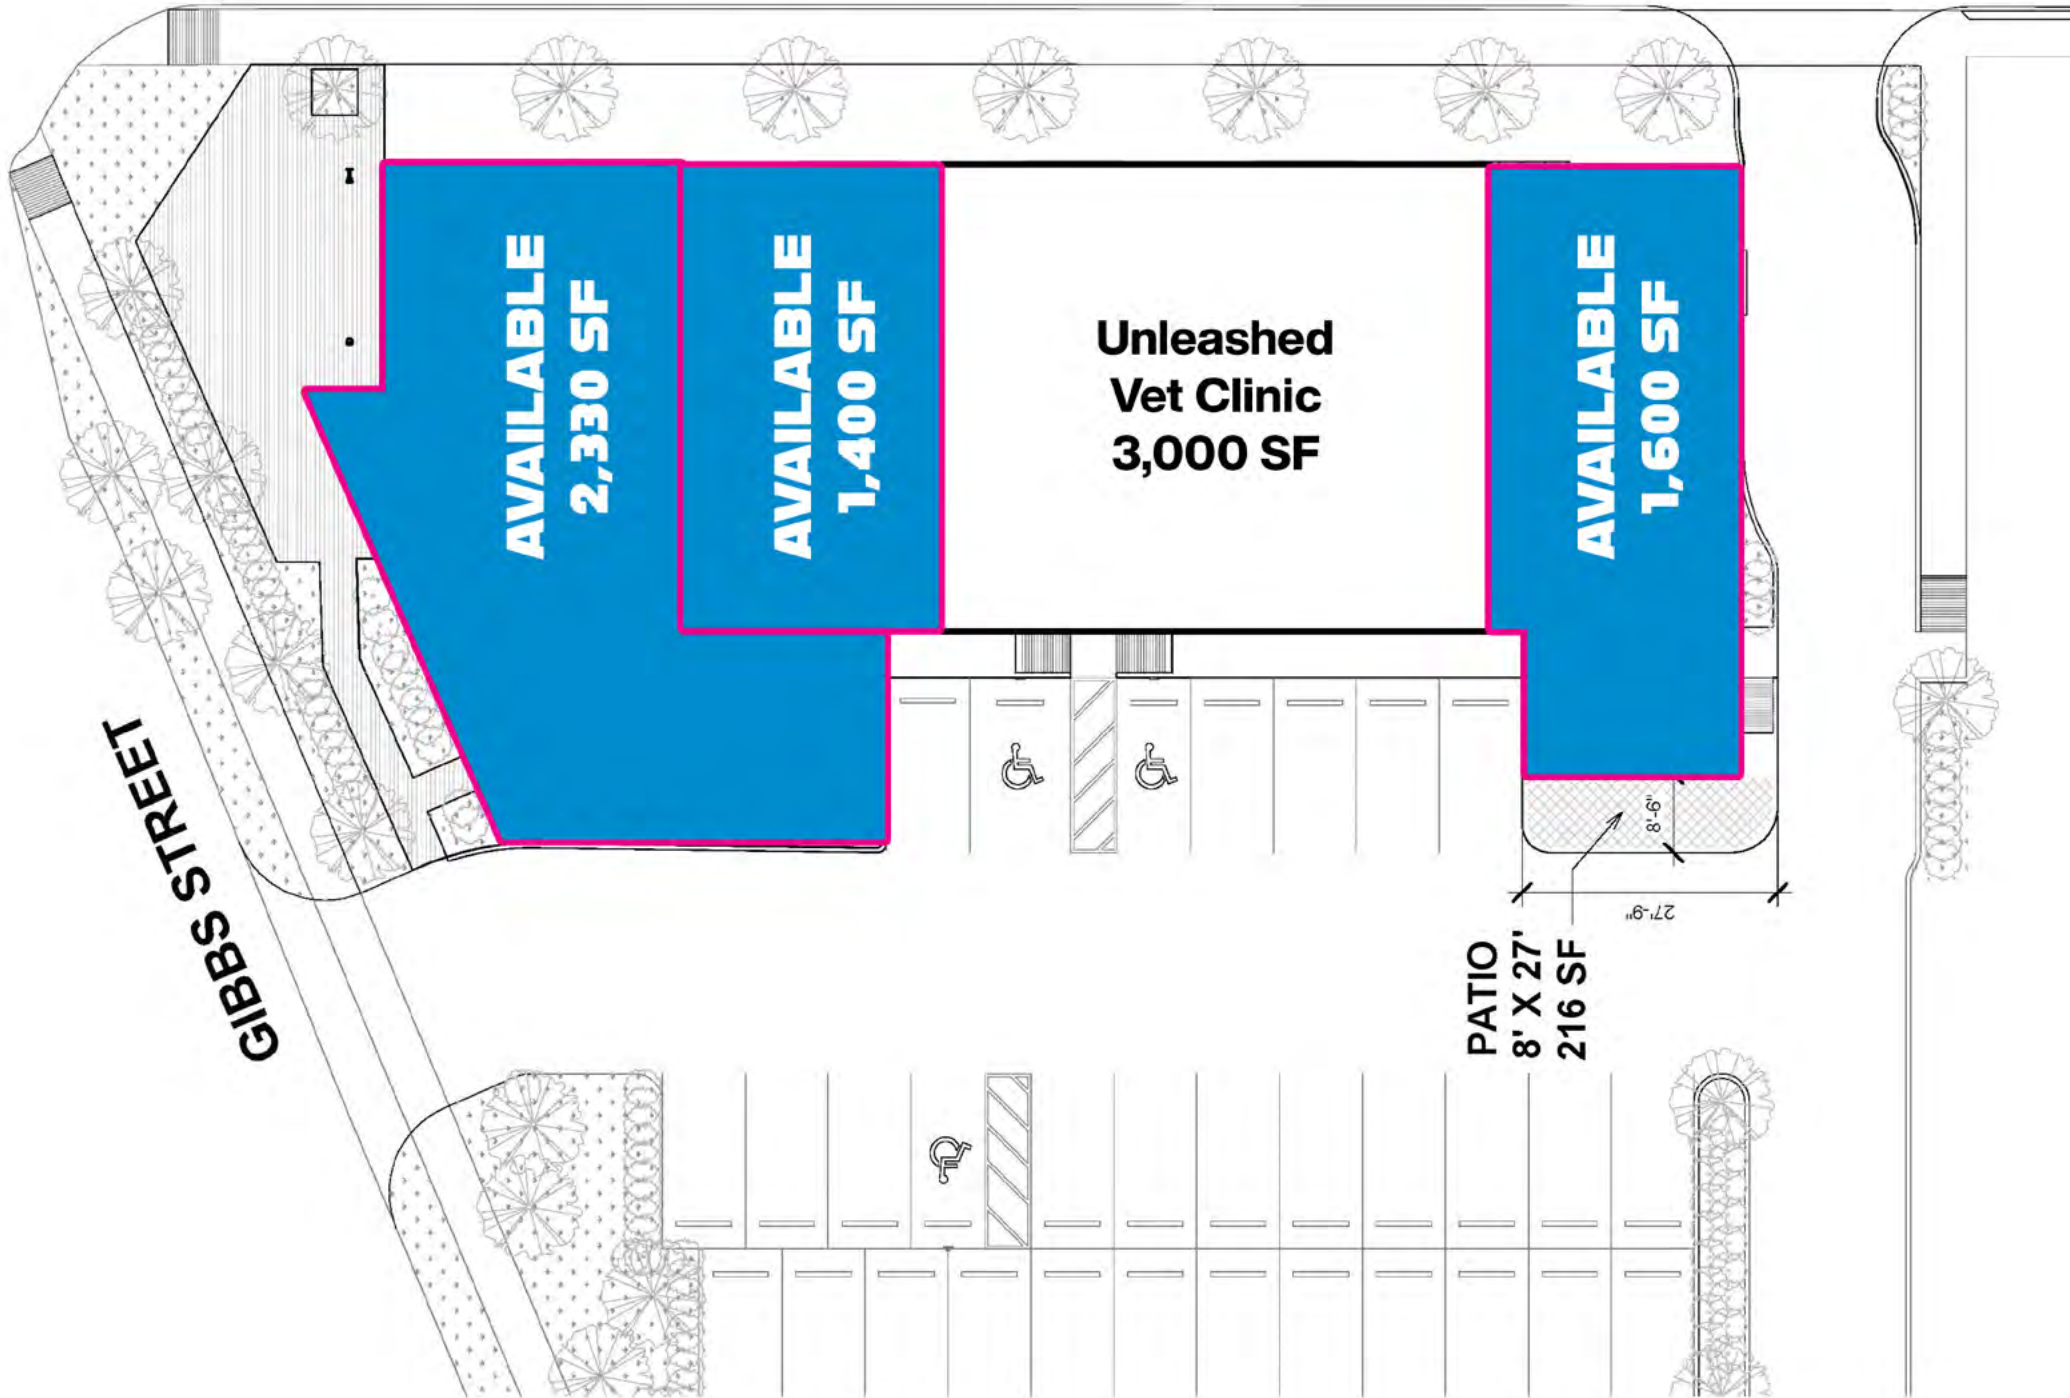 AVAILABLE
2,330 SF
AVAILABLE
1,400 SF
Unleashed
Vet Clinic
3,000 SF
AVAILABLE
1,600 SF
GIBBS STREET
8'-6"
27'-9"
PATIO
8' X 27'
216 SF